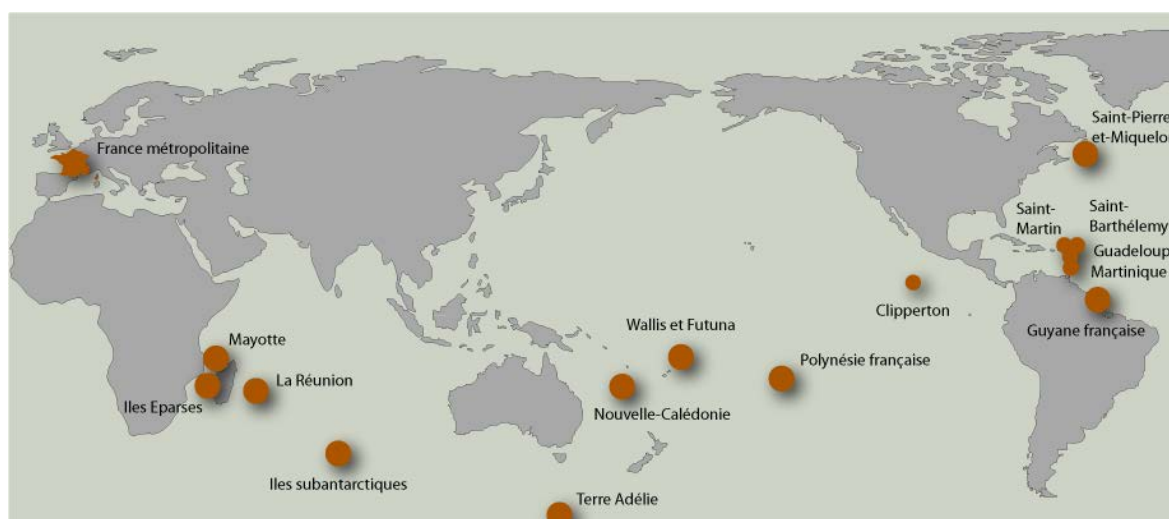 Saint-Pierre
et-Miquelon
France métropolitaine
Saint-
Martin
Saint-
Barthélemy
Guadeloup
Martinique
Clipperton
Guyane française
Wallis et Futuna
Mayotte
Polynésie française
La Réunion
Iles Eparses
Nouvelle-Calédonie
Iles subantarctiques
Terre Adélie